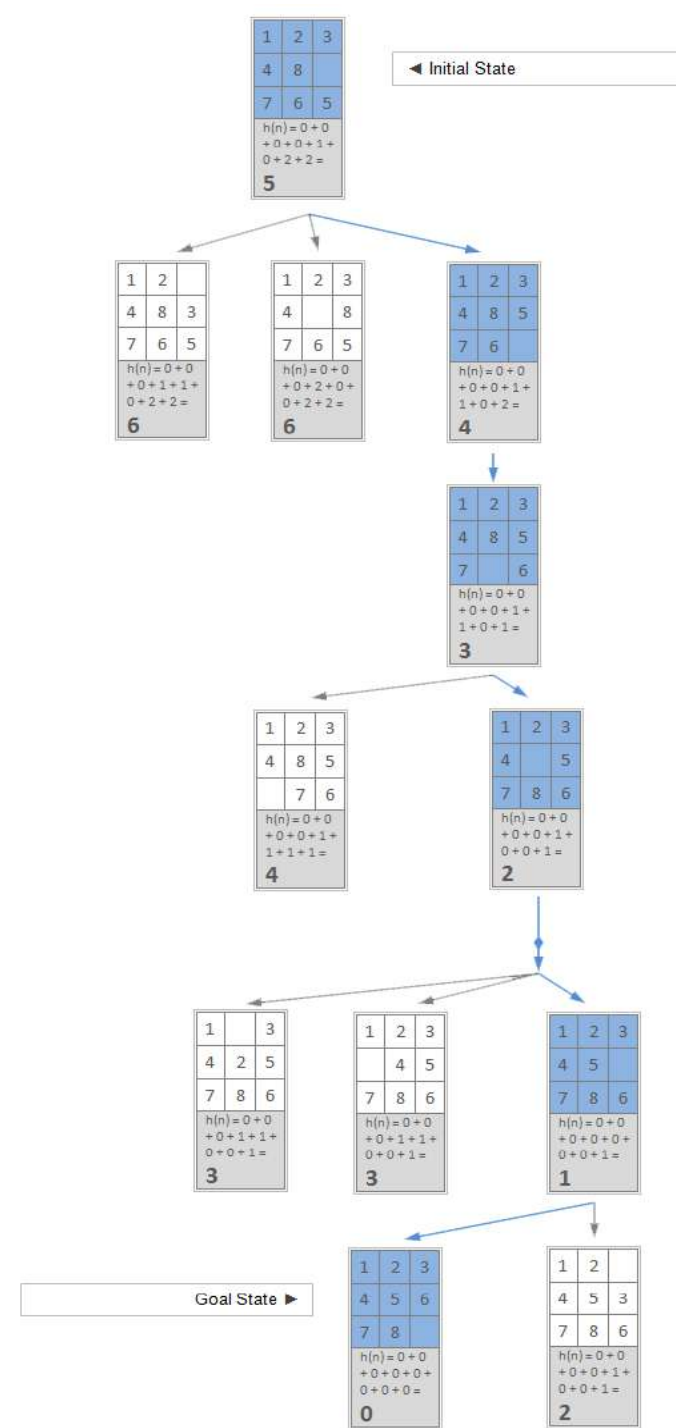 1 2 3
4 8
7 6 5
h(n) = 0 + 0
+ 0 + 0 + 1 +
0 + 2 + 2 =
5
◄ Initial State
1 2
4 8 3
7 6 5
h(n) = 0 + 0
+ 0 + 1 + 1 +
0 + 2 + 2 =
6
1 2 3
4 8
7 6 5
h(n) = 0 + 0
+ 0 + 2 + 0 +
0 + 2 + 2 =
6
1 2 3
4 8 5
7 6
h(n) = 0 + 0
+ 0 + 0 + 1 +
1 + 0 + 2 =
4
1 2 3
4 8 5
7 6
h(n) = 0 + 0
+ 0 + 0 + 1 +
1 + 0 + 1 =
3
1 2 3
4 8 5
7 6
h(n) = 0 + 0
+ 0 + 0 + 1 +
1 + 1 + 1 =
4
1 2 3
4 5
7 8 6
h(n) = 0 + 0
+ 0 + 0 + 1 +
0 + 0 + 1 =
2
1 3
4 2 5
7 8 6
h(n) = 0 + 0
+ 0 + 1 + 1 +
0 + 0 + 1 =
3
1 2 3
4 5
7 8 6
h(n) = 0 + 0
+ 0 + 1 + 1 +
0 + 0 + 1 =
3
1 2 3
4 5
7 8 6
h(n) = 0 + 0
+ 0 + 0 + 0 +
0 + 0 + 1 =
1
Goal State ►
1 2 3
4 5 6
7 8
h(n) = 0 + 0
+ 0 + 0 + 0 +
0 + 0 + 0 =
0
1 2
4 5 3
7 8 6
h(n) = 0 + 0
+ 0 + 0 + 1 +
0 + 0 + 1 =
2